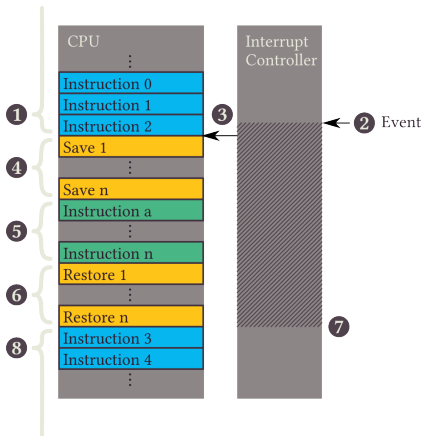 CPU
Interrupt
Controller
⋮
Instruction 0
Instruction 1
Instruction 2
1
3
2
Event
Save 1
⋮
4
Save n
Instruction a
⋮
5
Instruction n
Restore 1
⋮
6
Restore n
7
Instruction 3
8
Instruction 4
⋮